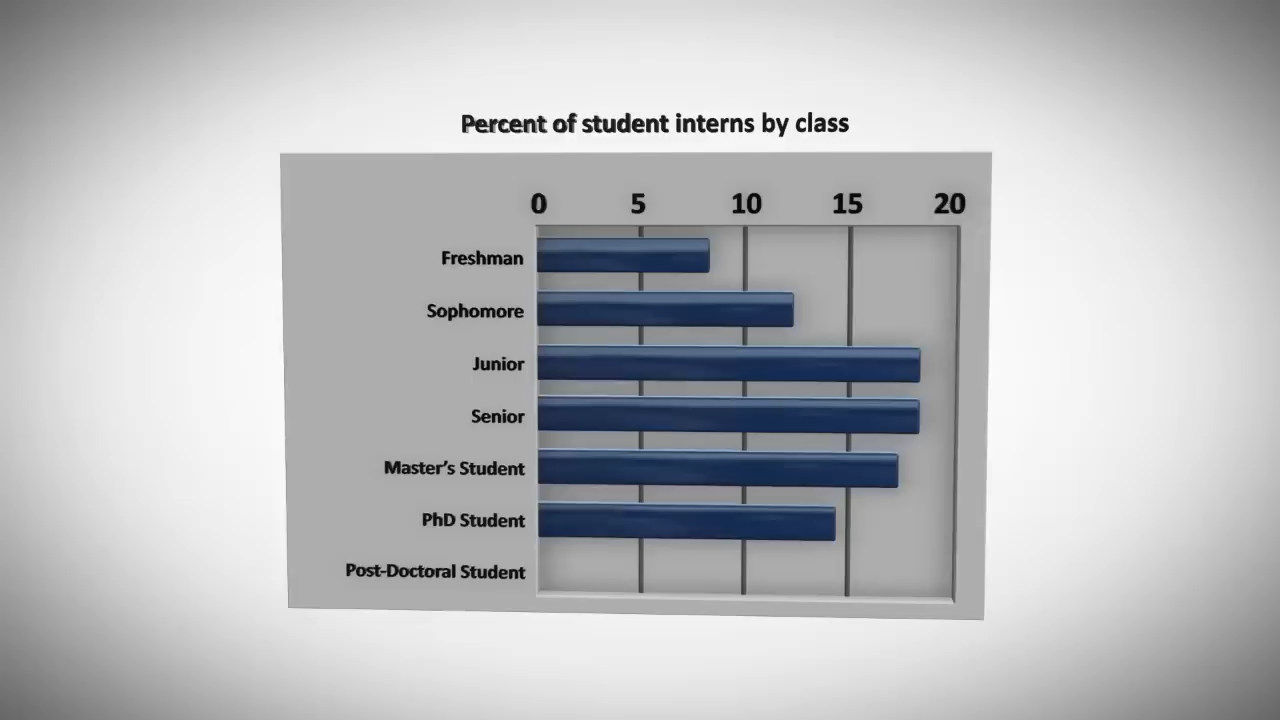 Percent of student interns by class
0 5 10 15 20
Freshman
Sophomore
Junior
Senior
Master's Student
PhD Student
Post-Doctoral Student